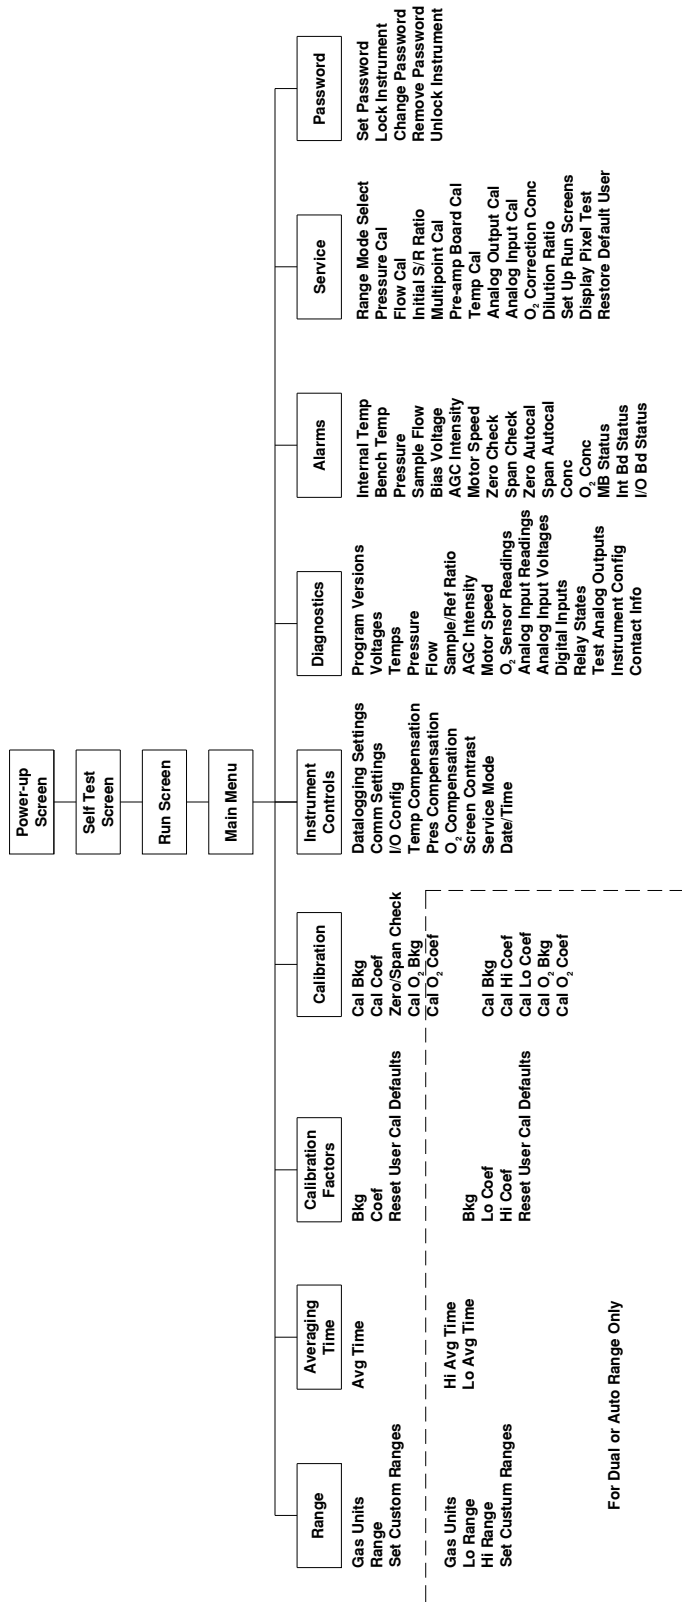 Power-up
Screen
Self Test
Screen
Run Screen
Main Menu
Range
Gas Units
Range
Set Custom Ranges
Averaging
Time
Avg Time
Calibration
Factors
Bkg
Coef
Reset User Cal Defaults
Calibration
Cal Bkg
Cal Coef
Zero/Span Check
Cal O₂ Bkg
Cal O₂ Coef
Instrument
Controls
Datalogging Settings
Comm Settings
I/O Config
Temp Compensation
Pres Compensation
O₂ Compensation
Screen Contrast
Service Mode
Date/Time
Diagnostics
Program Versions
Voltages
Temps
Pressure
Flow
Sample/Ref Ratio
AGC Intensity
Motor Speed
O₂ Sensor Readings
Analog Input Readings
Analog Input Voltages
Digital Inputs
Relay States
Test Analog Outputs
Instrument Config
Contact Info
Alarms
Internal Temp
Bench Temp
Pressure
Sample Flow
Bias Voltage
AGC Intensity
Motor Speed
Zero Check
Span Check
Zero Autocal
Span Autocal
Conc
O₂ Conc
MB Status
Int Bd Status
I/O Bd Status
Service
Range Mode Select
Pressure Cal
Flow Cal
Initial S/R Ratio
Multipoint Cal
Pre-amp Board Cal
Temp Cal
Analog Output Cal
Analog Input Cal
O₂ Correction Conc
Dilution Ratio
Set Up Run Screens
Display Pixel Test
Restore Default User
Password
Set Password
Lock Instrument
Change Password
Remove Password
Unlock Instrument
Gas Units
Lo Range
Hi Range
Set Custum Ranges
Hi Avg Time
Lo Avg Time
Bkg
Lo Coef
Hi Coef
Reset User Cal Defaults
Cal Bkg
Cal Hi Coef
Cal Lo Coef
Cal O₂ Bkg
Cal O₂ Coef
For Dual or Auto Range Only